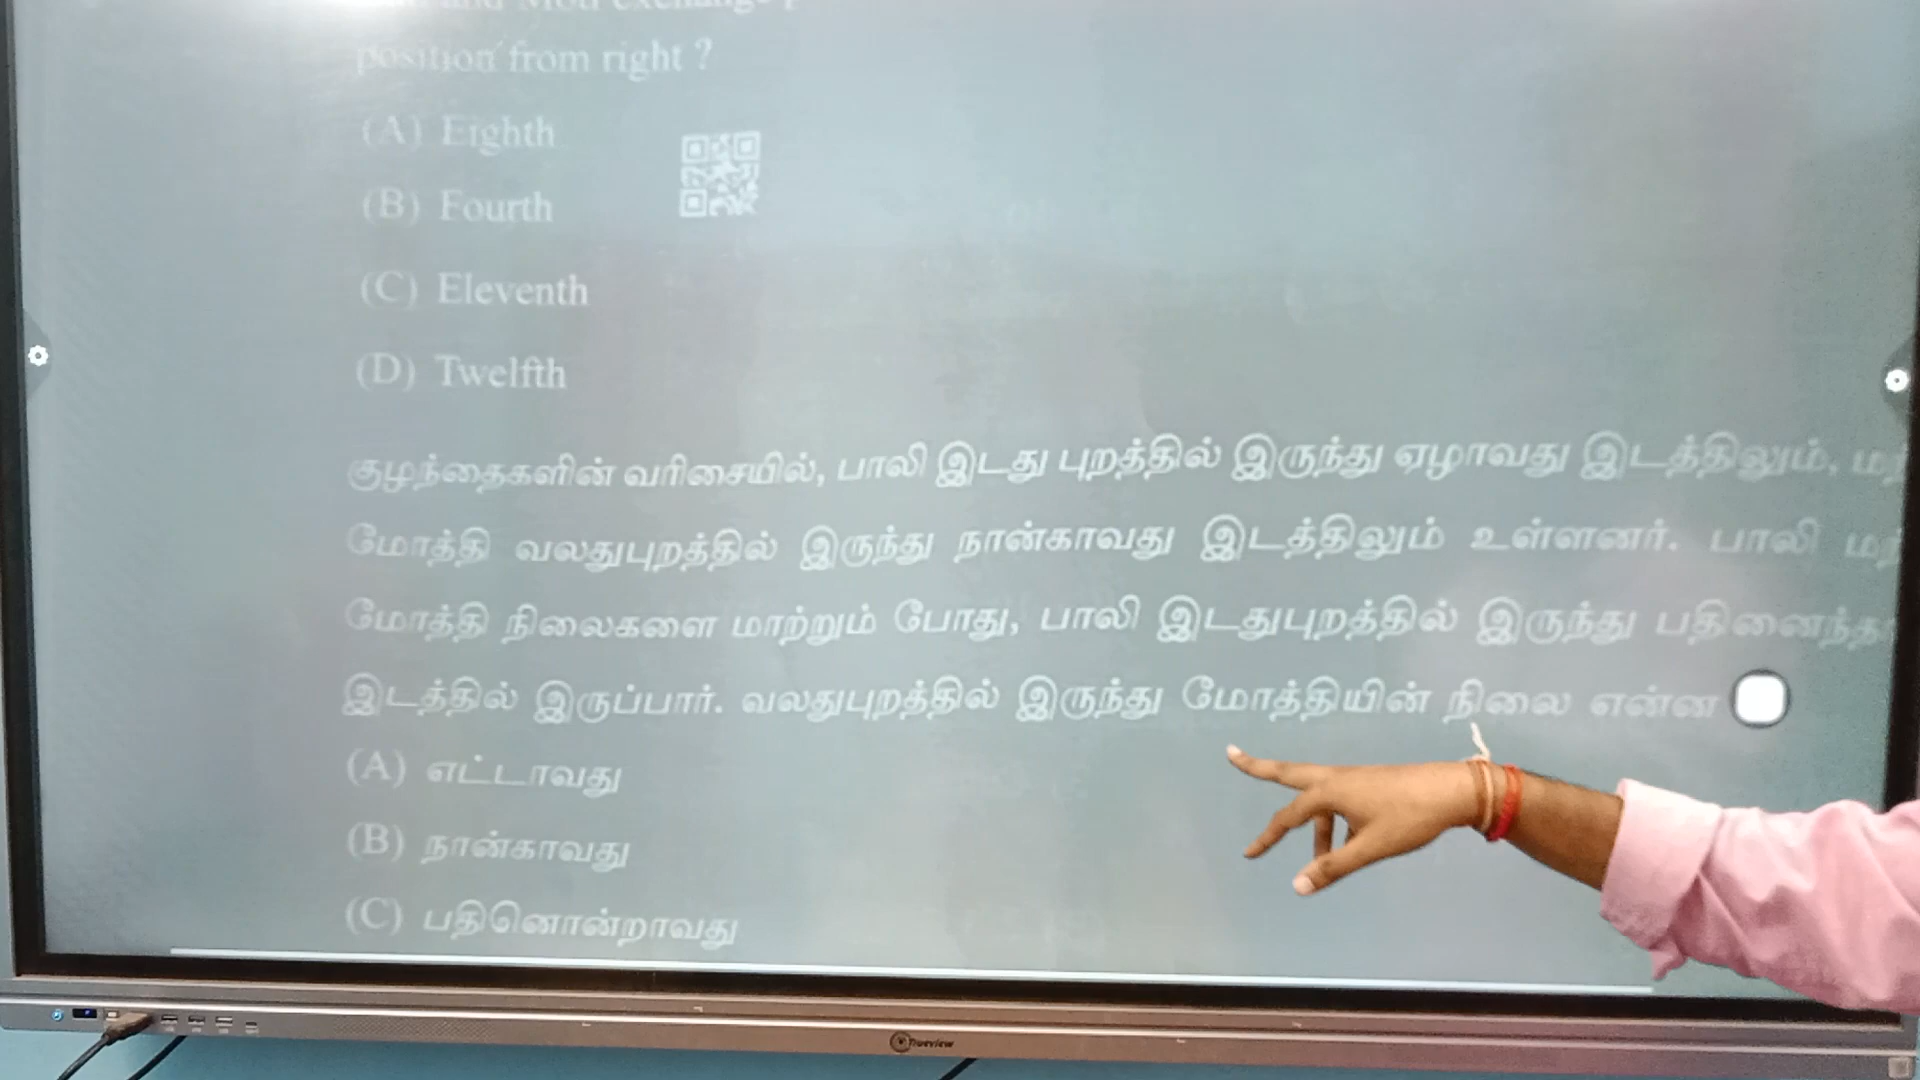 position from right ?
(A) Eighth
(B) Fourth
(C) Eleventh
(D) Twelfth
குழந்தைகளின் வரிசையில், பாலி இடது புறத்தில் இருந்து ஏழாவது இடத்திலும்,
மோத்தி வலதுபுறத்தில் இருந்து நான்காவது இடத்திலும் உள்ளனர். பாலி
மோத்தி நிலைகளை மாற்றும் போது, பாலி இடதுபுறத்தில் இருந்து
இடத்தில் இருப்பார். வலதுபுறத்தில் இருந்து மோத்தியின் நிலை என்ன
(A) எட்டாவது
(B) நான்காவது
(C) பதினொன்றாவது
Trueview